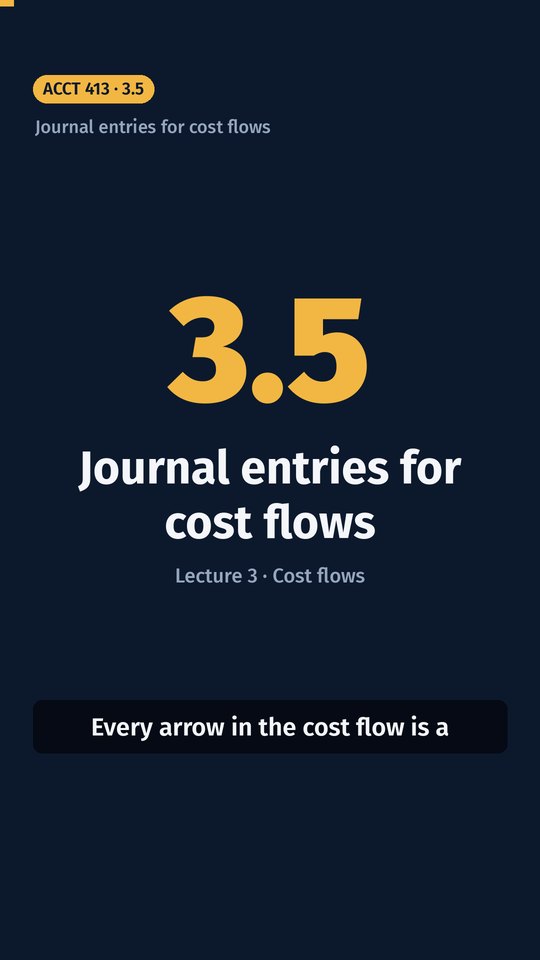 ACCT 413 · 3.5
Journal entries for cost flows
3.5
Journal entries for
cost flows
Lecture 3 · Cost flows
Every arrow in the cost flow is a